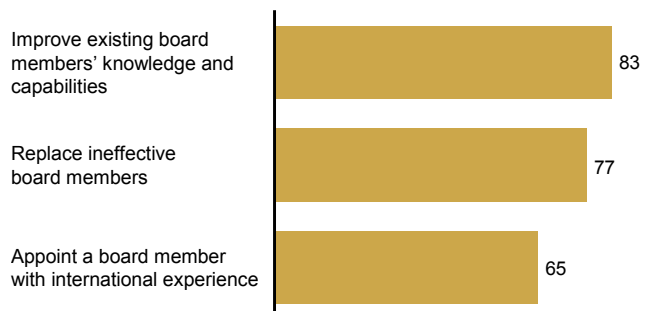 Improve existing board
members’ knowledge and
capabilities
83
Replace ineffective
board members
77
Appoint a board member
with international experience
65